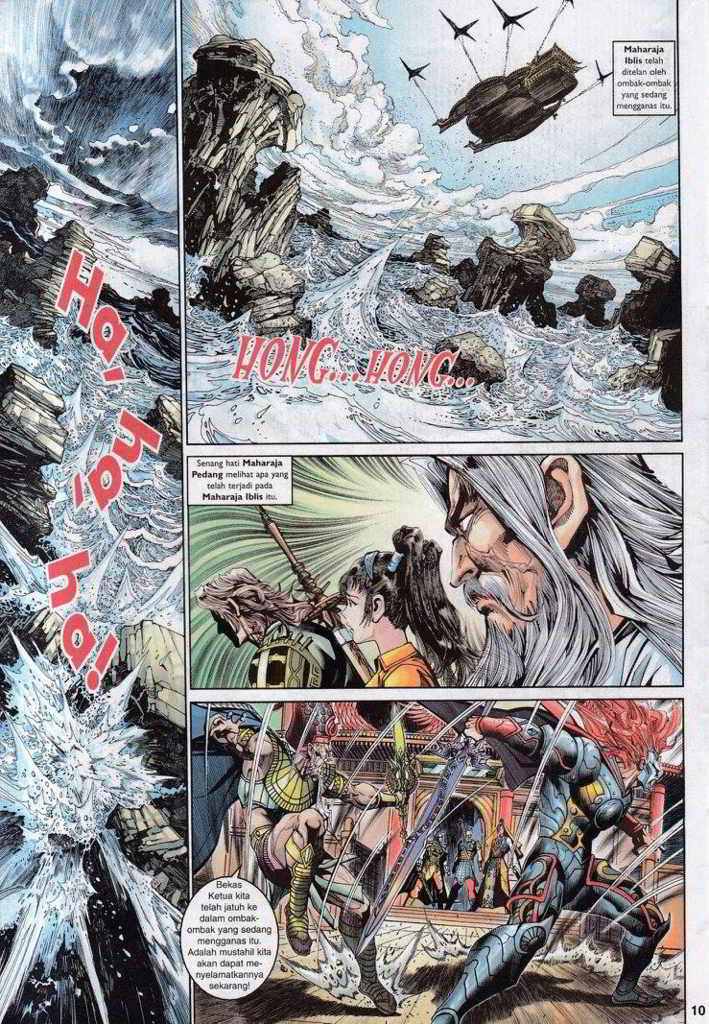 Ha! ha! ha!
Maharaja
Iblis telah
ditelan oleh
ombak-ombak
yang sedang
mengganas itu.
HONG...HONG...
Senang hati Maharaja
Pedang melihat apa yang
telah terjadi pada
Maharaja Iblis itu.
Bekas
Ketua kita
telah jatuh ke
dalam ombak-
ombak yang sedang
mengganas itu.
Adalah mustahil kita
akan dapat me-
nyelamatkannya
sekarang!
10